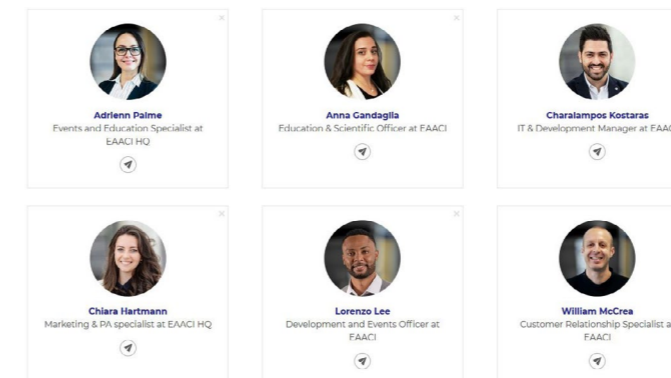 Adrienn Palme
Events and Education Specialist at
EAACI HQ
Anna Gandaglia
Education & Scientific Officer at EAACI
Charalampos Kostaras
IT & Development Manager at EAAC
Chiara Hartmann
Marketing & PA specialist at EAACI HQ
Lorenzo Lee
Development and Events Officer at
EAACI
William McCrea
Customer Relationship Specialist a
EAACI